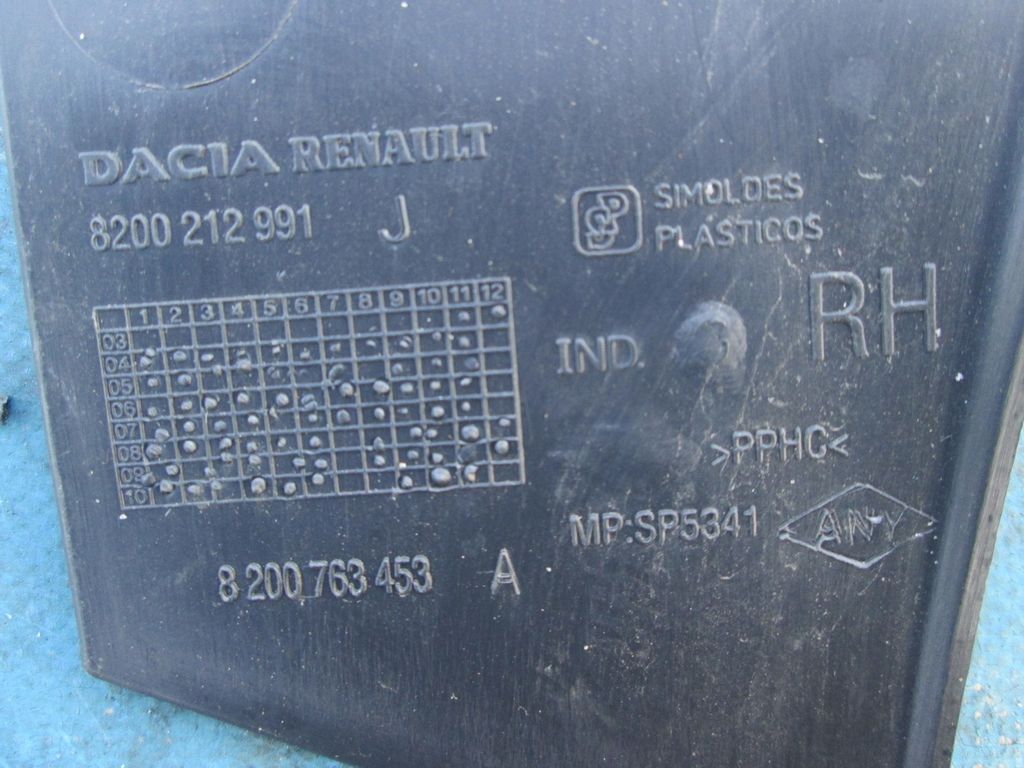 DACIA RENAULT
8200 212 991 J
SIMOLDES
PLÁSTICOS
1 2 3 4 5 6 7 8 9 10 11 12
03
04
05
06
07
08
09
10
IND.
RH
>PPHC<
MP:SP5341
8 200 763 453 A